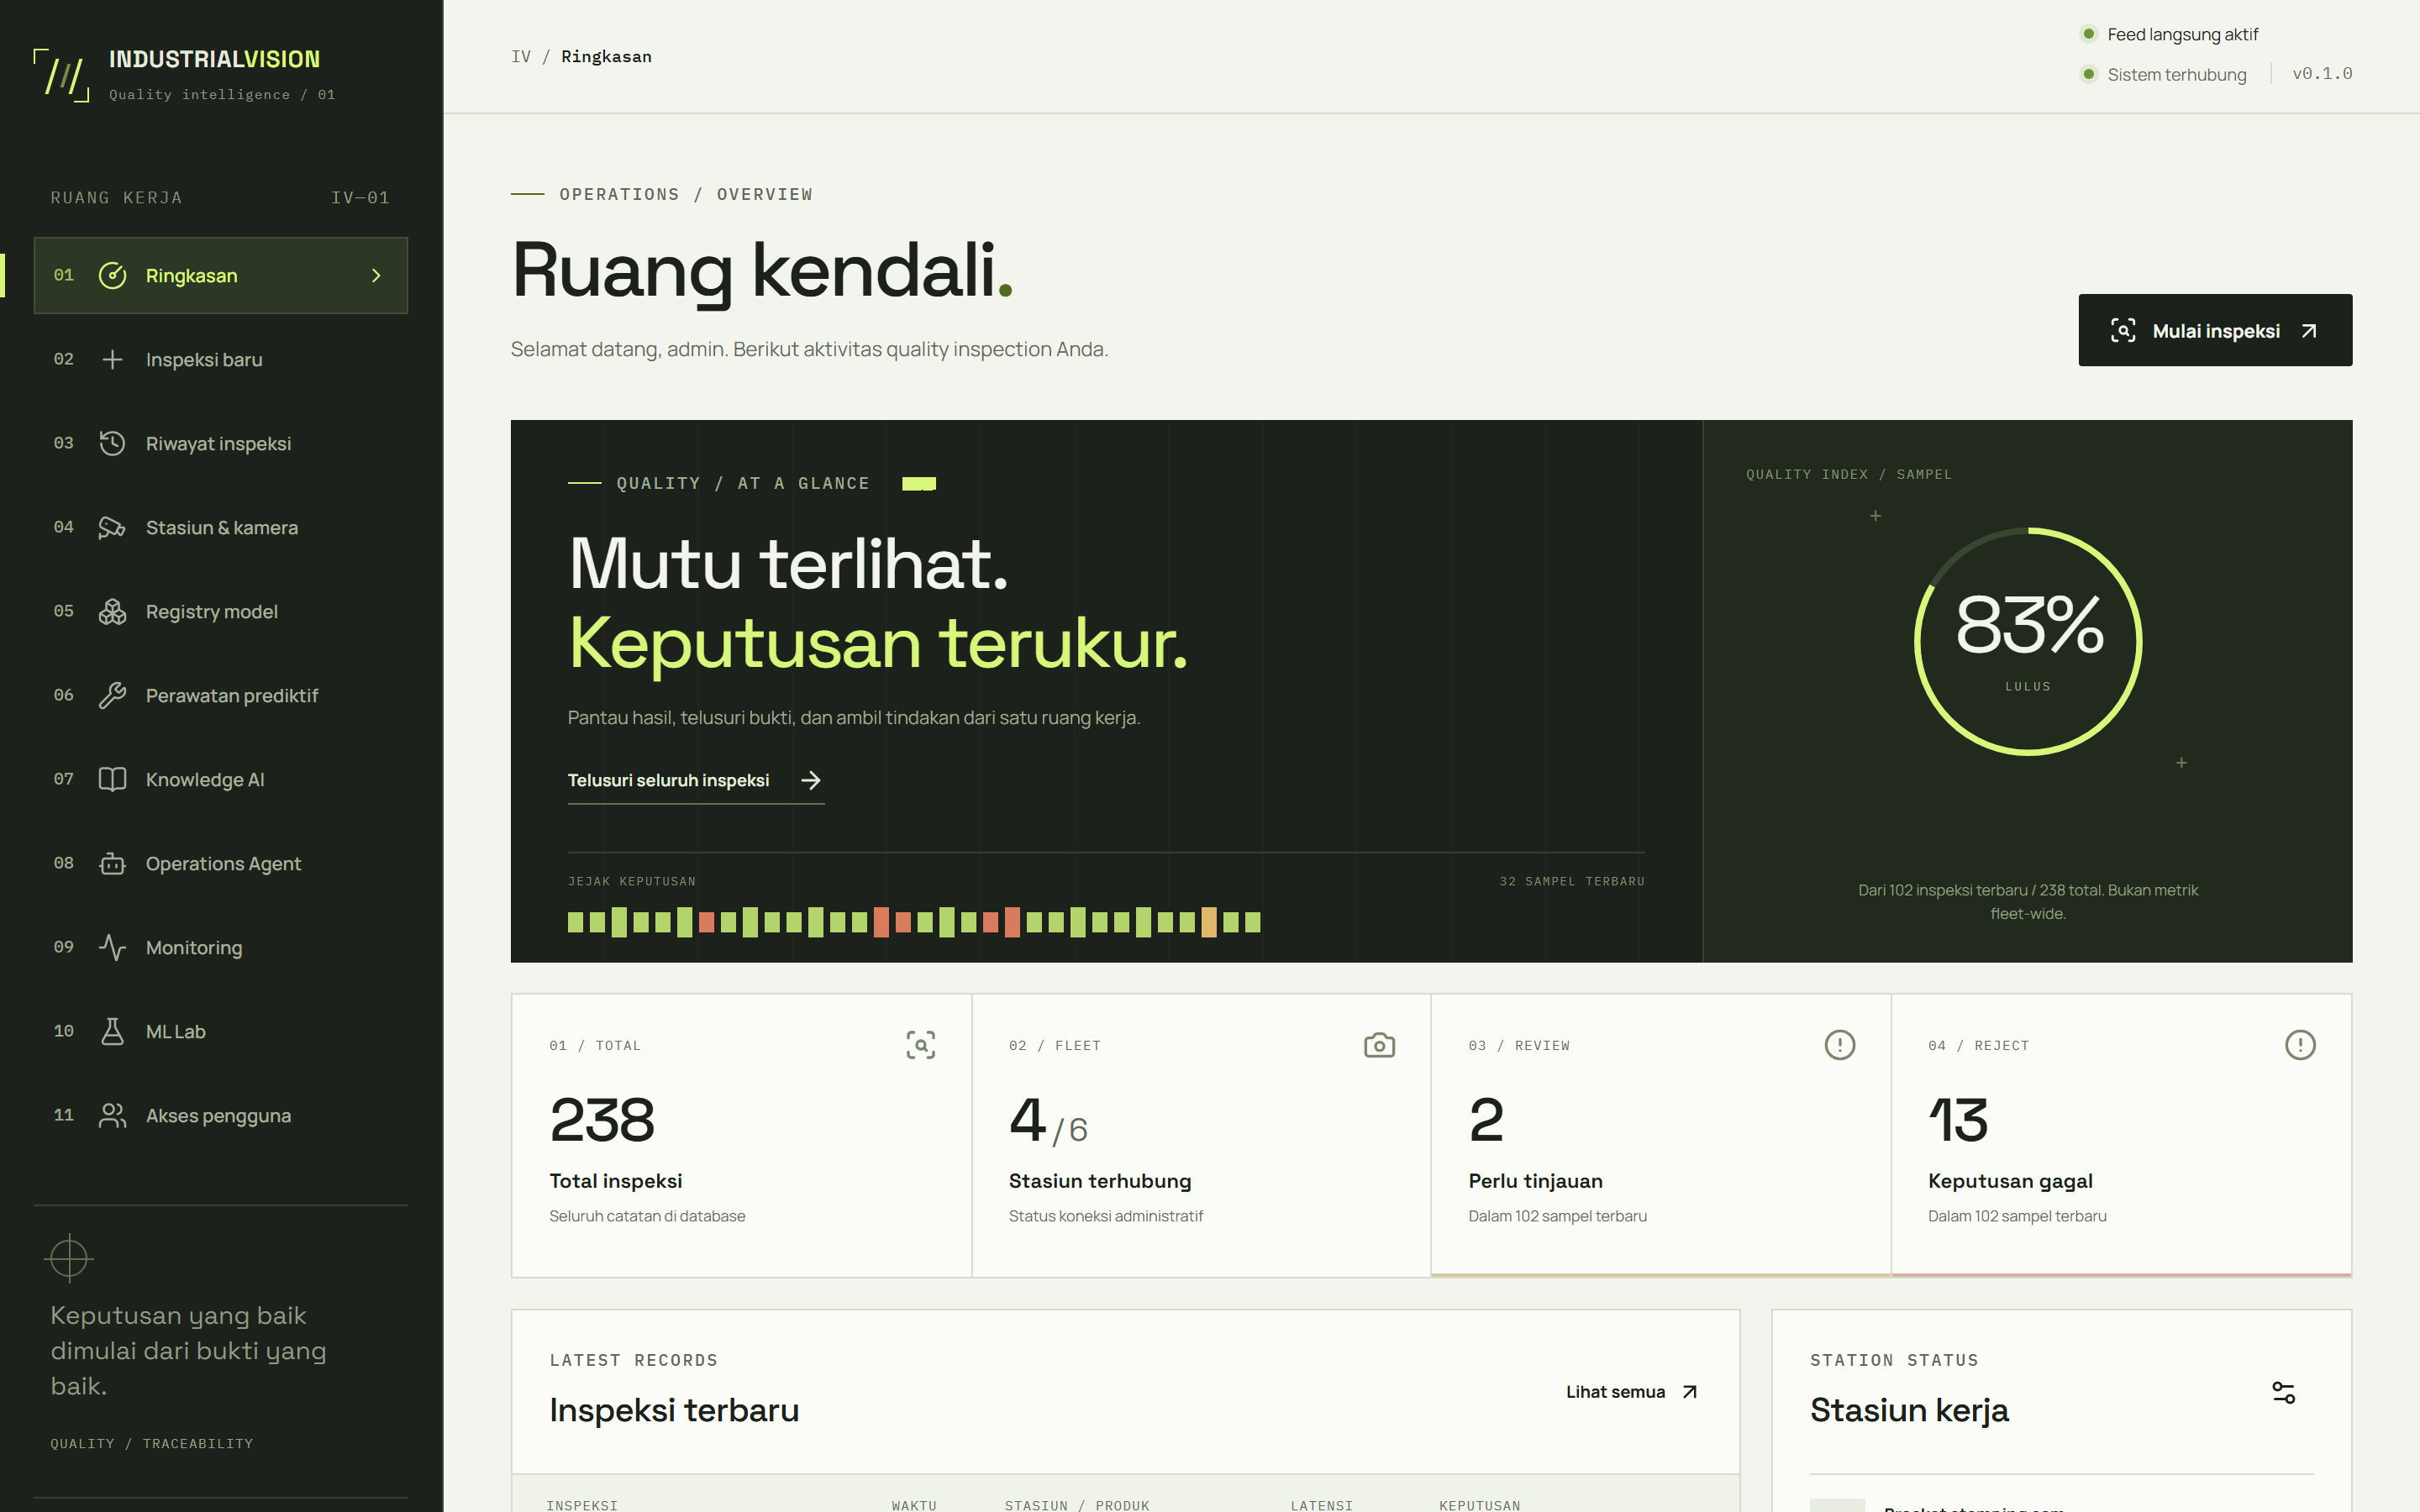 INDUSTRIALVISION
Quality intelligence / 01
RUANG KERJA IV—01
01 Ringkasan
02 Inspeksi baru
03 Riwayat inspeksi
04 Stasiun & kamera
05 Registry model
06 Perawatan prediktif
07 Knowledge AI
08 Operations Agent
09 Monitoring
10 ML Lab
11 Akses pengguna
Keputusan yang baik
dimulai dari bukti yang
baik.
QUALITY / TRACEABILITY
IV / Ringkasan
Feed langsung aktif
Sistem terhubung v0.1.0
OPERATIONS / OVERVIEW
Ruang kendali.
Selamat datang, admin. Berikut aktivitas quality inspection Anda.
Mulai inspeksi
QUALITY / AT A GLANCE
Mutu terlihat.
Keputusan terukur.
Pantau hasil, telusuri bukti, dan ambil tindakan dari satu ruang kerja.
Telusuri seluruh inspeksi
JEJAK KEPUTUSAN 32 SAMPEL TERBARU
QUALITY INDEX / SAMPEL
83%
LULUS
Dari 102 inspeksi terbaru / 238 total. Bukan metrik
fleet-wide.
01 / TOTAL
238
Total inspeksi
Seluruh catatan di database
02 / FLEET
4/6
Stasiun terhubung
Status koneksi administratif
03 / REVIEW
2
Perlu tinjauan
Dalam 102 sampel terbaru
04 / REJECT
13
Keputusan gagal
Dalam 102 sampel terbaru
LATEST RECORDS
Inspeksi terbaru
Lihat semua
INSPEKSI WAKTU STASIUN / PRODUK LATENSI KEPUTUSAN
STATION STATUS
Stasiun kerja